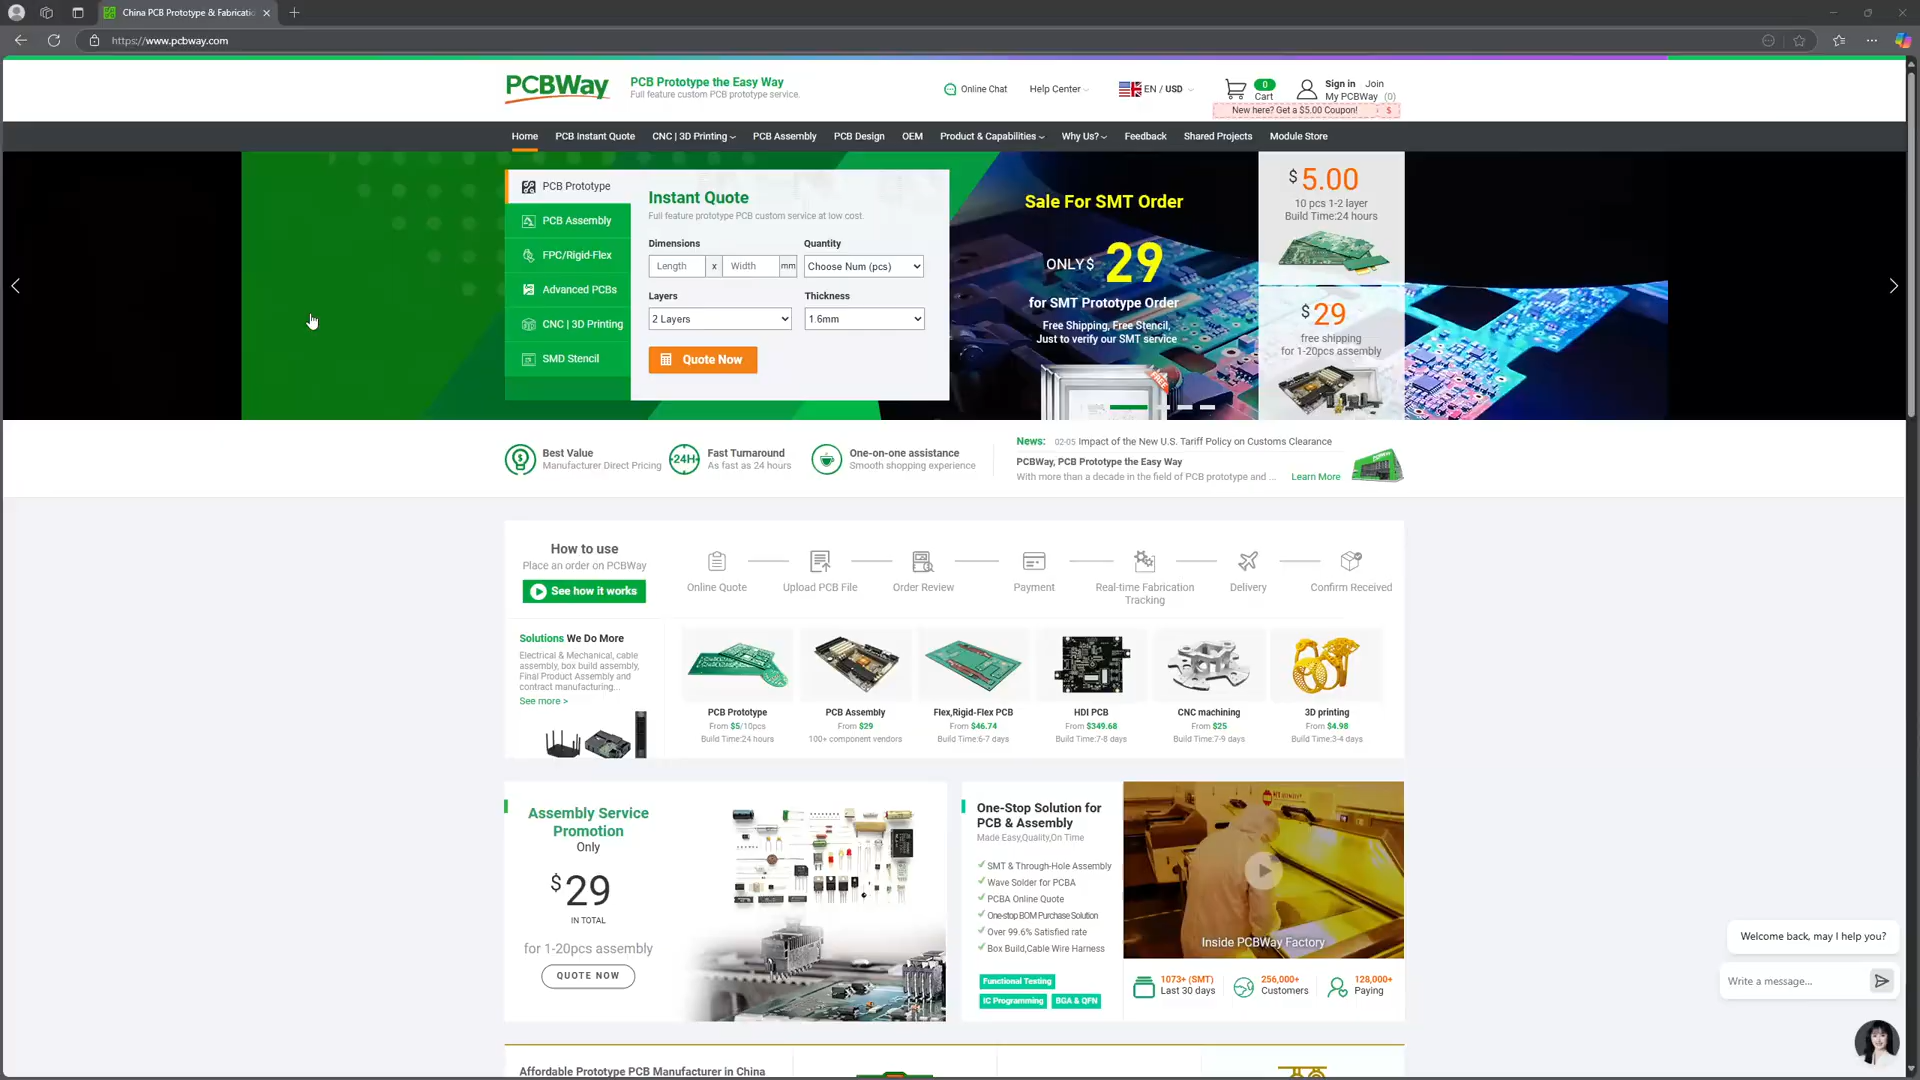 China PCB Prototype & Fabricatio
https://www.pcbway.com
PCBWay
PCB Prototype the Easy Way
Full feature custom PCB prototype service.
Online Chat
Help Center
EN / USD
0
Cart
Sign in
Join
My PCBWay (0)
New here? Get a $5.00 Coupon!
$
Home
PCB Instant Quote
CNC | 3D Printing
PCB Assembly
PCB Design
OEM
Product & Capabilities
Why Us?
Feedback
Shared Projects
Module Store
PCB Prototype
PCB Assembly
FPC/Rigid-Flex
Advanced PCBs
CNC | 3D Printing
SMD Stencil
Instant Quote
Full feature prototype PCB custom service at low cost.
Dimensions
Quantity
Length
x
Width
mm
Choose Num (pcs)
Layers
Thickness
2 Layers
1.6mm
Quote Now
Sale For SMT Order
ONLY$ 29
for SMT Prototype Order
Free Shipping, Free Stencil,
Just to verify our SMT service
FREE
$ 5.00
10 pcs 1-2 layer
Build Time:24 hours
$ 29
free shipping
for 1-20pcs assembly
Best Value
Manufacturer Direct Pricing
24H
Fast Turnaround
As fast as 24 hours
One-on-one assistance
Smooth shopping experience
News:
02-05 Impact of the New U.S. Tariff Policy on Customs Clearance
PCBWay, PCB Prototype the Easy Way
With more than a decade in the field of PCB prototype and ...
Learn More
How to use
Place an order on PCBWay
See how it works
Online Quote
Upload PCB File
Order Review
Payment
Real-time Fabrication
Tracking
Delivery
Confirm Received
Solutions We Do More
Electrical & Mechanical, cable
assembly, box build assembly,
Final Product Assembly and
contract manufacturing...
See more >
PCB Prototype
From $5/10pcs
Build Time:24 hours
PCB Assembly
From $29
100+ component vendors
Flex,Rigid-Flex PCB
From $46.74
Build Time:6-7 days
HDI PCB
From $349.68
Build Time:7-8 days
CNC machining
From $25
Build Time:7-9 days
3D printing
From $4.98
Build Time:3-4 days
Assembly Service
Promotion
Only
$29
IN TOTAL
for 1-20pcs assembly
QUOTE NOW
One-Stop Solution for
PCB & Assembly
Made Easy,Quality,On Time
SMT & Through-Hole Assembly
Wave Solder for PCBA
PCBA Online Quote
One-stop BOM Purchase Solution
Over 99.6% Satisfied rate
Box Build,Cable Wire Harness
Functional Testing
IC Programming
BGA & QFN
Inside PCBWay Factory
1073+ (SMT)
Last 30 days
256,000+
Customers
128,000+
Paying
Welcome back, may I help you?
Write a message...
Affordable Prototype PCB Manufacturer in China